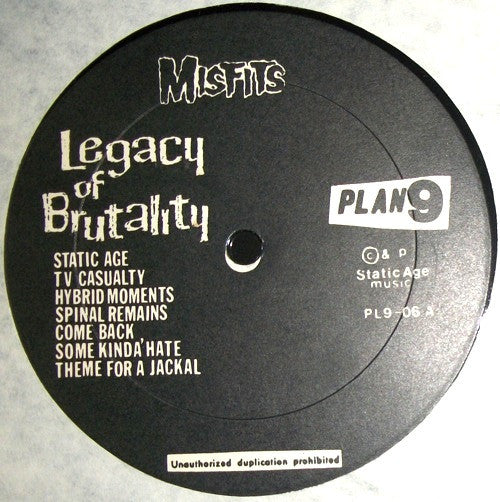 MISFITS
Legacy
of
Brutality
PLAN 9
STATIC AGE
TV CASUALTY
HYBRID MOMENTS
SPINAL REMAINS
COME BACK
SOME KINDA' HATE
THEME FOR A JACKAL
© & P
Static Age
music
PL9-06 A
Unauthorized duplication prohibited